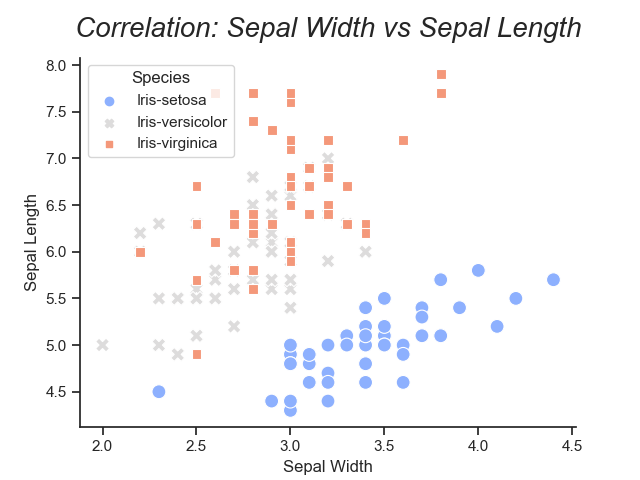 Correlation: Sepal Width vs Sepal Length
8.0
7.5
7.0
6.5
6.0
5.5
5.0
4.5
Sepal Length
Species
Iris-setosa
Iris-versicolor
Iris-virginica
2.0 2.5 3.0 3.5 4.0 4.5
Sepal Width